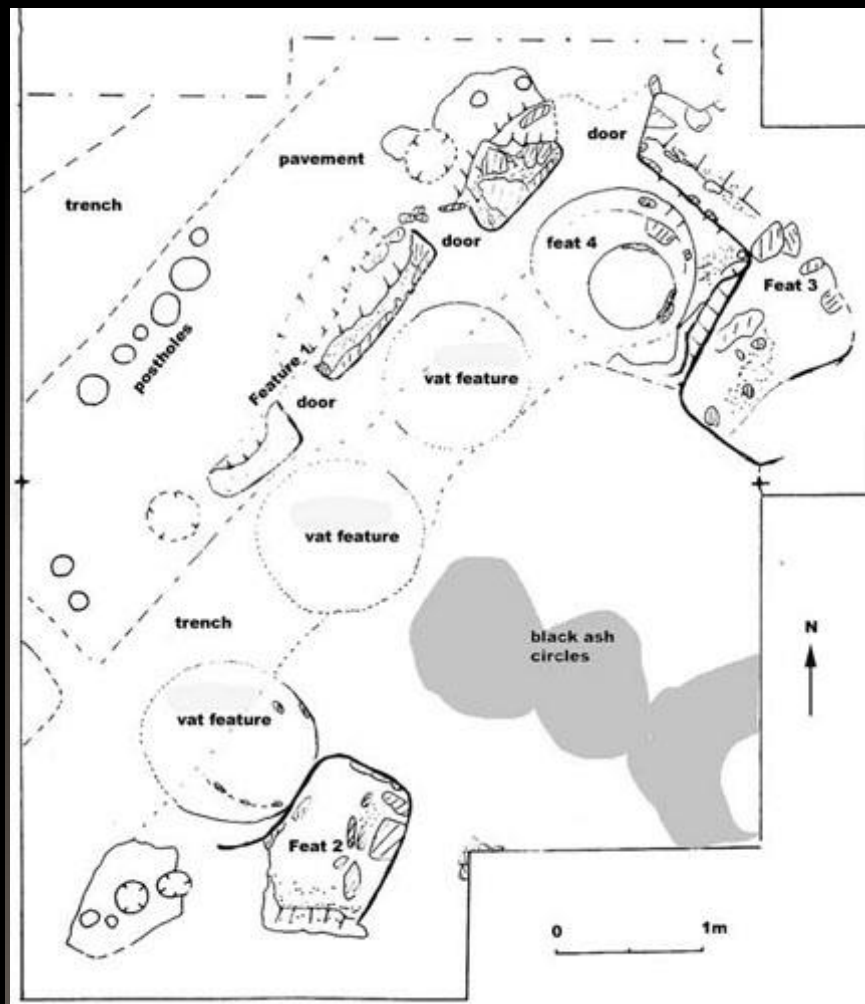 door
pavement
trench
door
feat 4
Feat 3
postholes
Feature 1
vat feature
door
vat feature
black ash
circles
trench
N
vat feature
Feat 2
0 1m